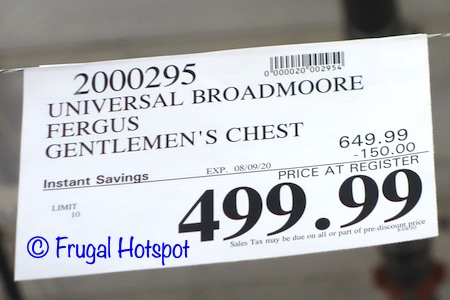 2000295
0 000020 002954
UNIVERSAL BROADMOORE
FERGUS
GENTLEMEN'S CHEST
649.99
Instant Savings EXP. 08/09/20 -150.00
PRICE AT REGISTER
LIMIT
10
499.99
Sales Tax may be due on all or part of pre-discount price
© Frugal Hotspot